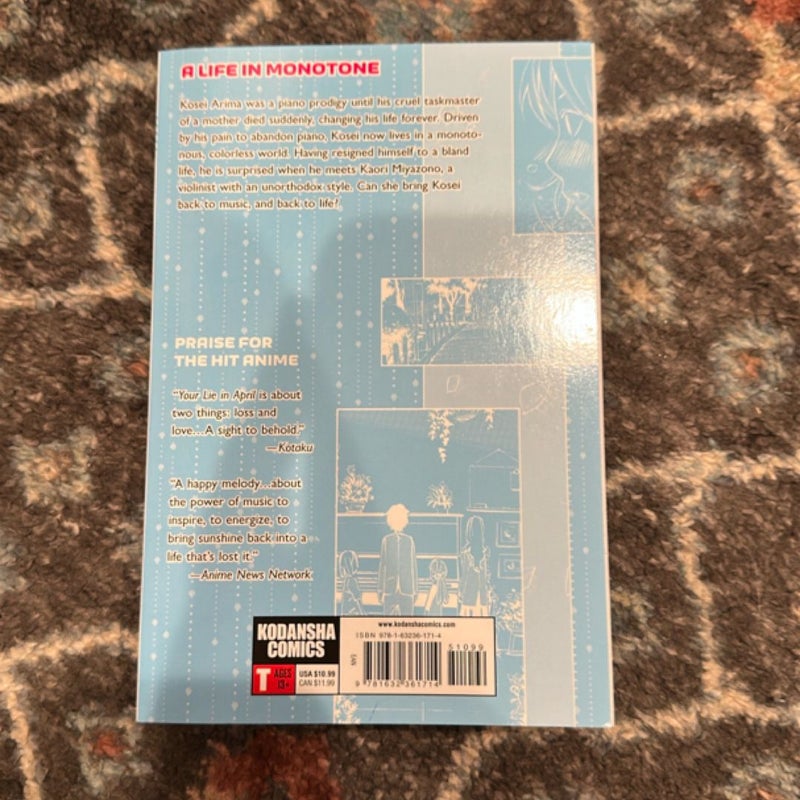 A LIFE IN MONOTONE
Kosei Arima was a piano prodigy until his cruel taskmaster
of a mother died suddenly, changing his life forever. Driven
by his pain to abandon piano, Kosei now lives in a monoto-
nous, colorless world. Having resigned himself to a bland
life, he is surprised when he meets Kaori Miyazono, a
violinist with an unorthodox style. Can she bring Kosei
back to music, and back to life?
PRAISE FOR
THE HIT ANIME
"Your Lie in April is about
two things: loss and
love...A sight to behold."
—Kotaku
"A happy melody...about
the power of music to
inspire, to energize, to
bring sunshine back into a
life that's lost it."
—Anime News Network
KODANSHA
COMICS
T AGES
13+
USA $10.99
CAN $11.99
www.kodanshacomics.com
ISBN 978-1-63236-171-4
51099
EAN
9 781632 361714